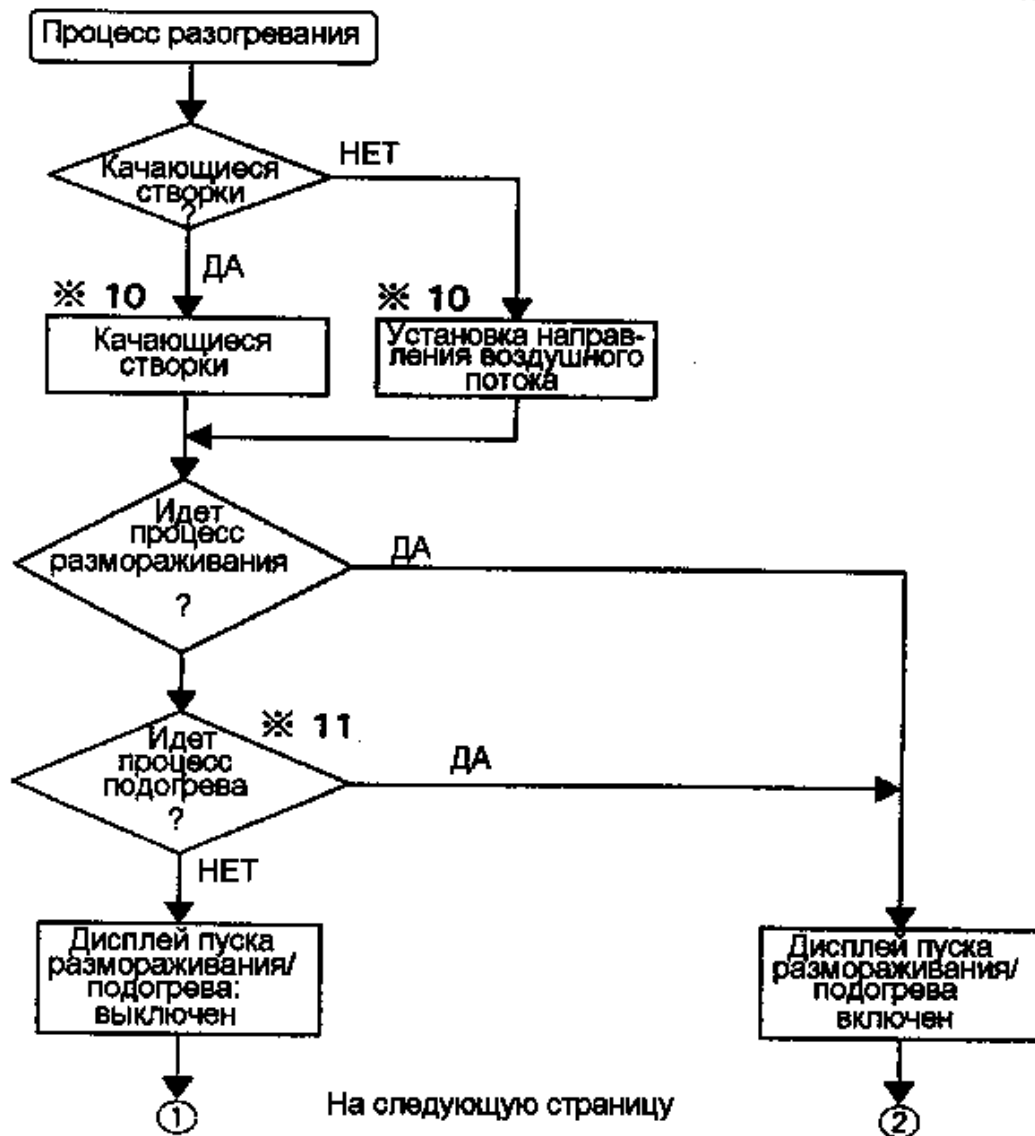 Процесс разогревания
Качающиеся
створки
?
НЕТ
ДА
※ 10
※ 10
Качающиеся
створки
Установка направ-
ления воздушного
потока
Идет
процесс
размораживания
?
ДА
※ 11
Идет
процесс
подогрева
?
ДА
НЕТ
Дисплей пуска
размораживания/
подогрева:
выключен
Дисплей пуска
размораживания/
подогрева
включен
1
На следующую страницу
2